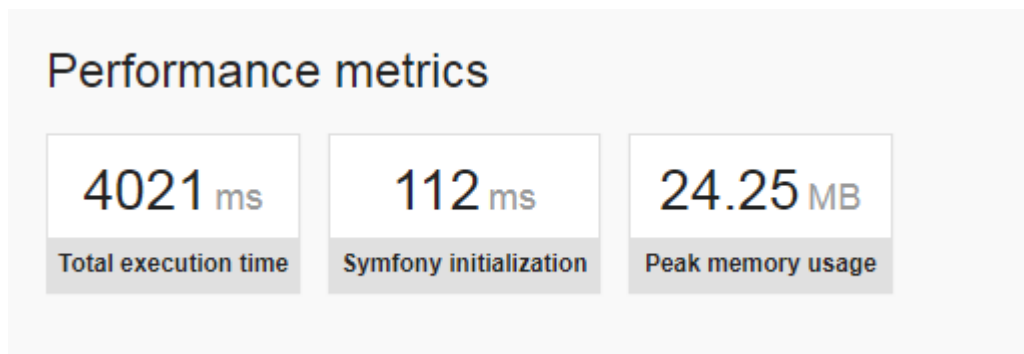 Performance metrics
4021 ms
112 ms
24.25 MB
Total execution time
Symfony initialization
Peak memory usage